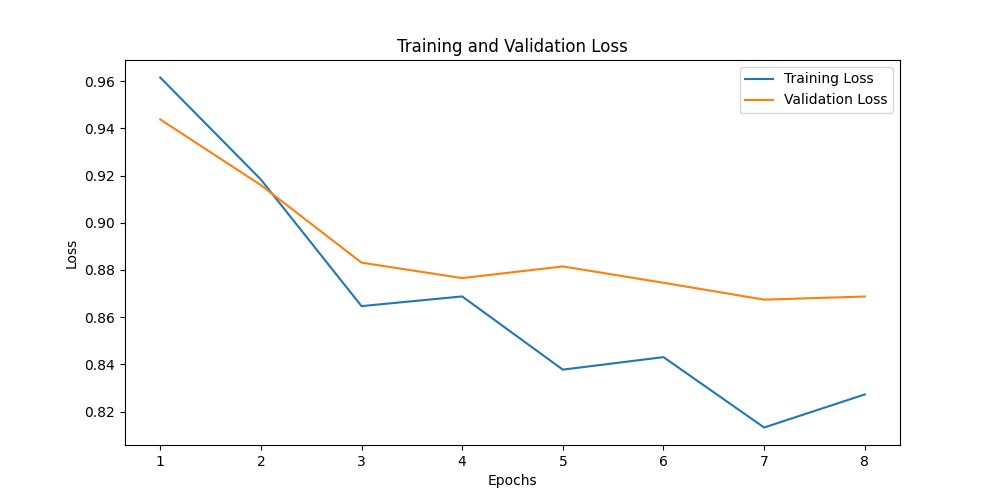 Training and Validation Loss
Training Loss
Validation Loss
0.96
0.94
0.92
0.90
0.88
0.86
0.84
0.82
Loss
1 2 3 4 5 6 7 8
Epochs